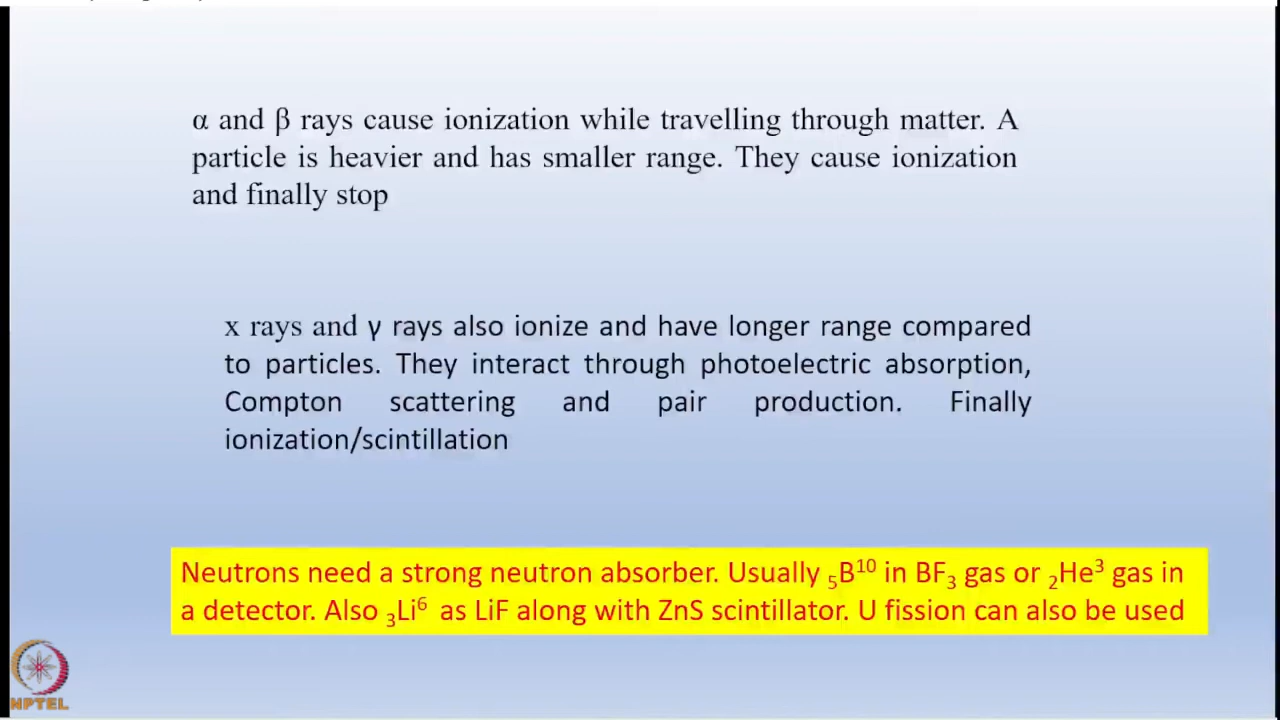 α and β rays cause ionization while travelling through matter. A
particle is heavier and has smaller range. They cause ionization
and finally stop
x rays and γ rays also ionize and have longer range compared
to particles. They interact through photoelectric absorption,
Compton scattering and pair production. Finally
ionization/scintillation
Neutrons need a strong neutron absorber. Usually ₅B¹⁰ in BF₃ gas or ₂He³ gas in
a detector. Also ₃Li⁶ as LiF along with ZnS scintillator. U fission can also be used
NPTEL